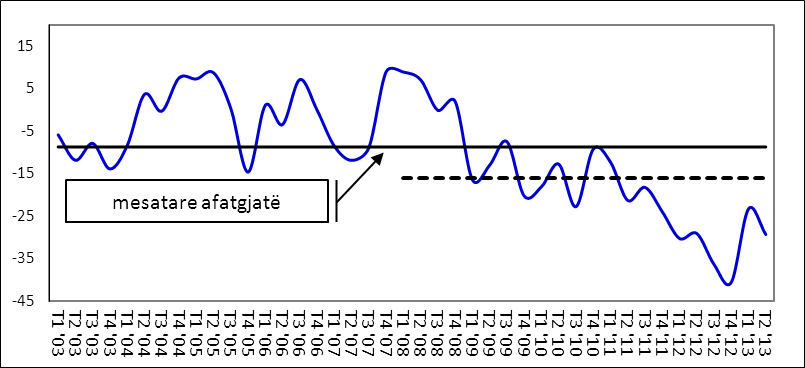 15
5
-5
-15
-25
-35
-45
mesatare afatgjatë
T1 '03
T2 '03
T3 '03
T4 '03
T1 '04
T2 '04
T3 '04
T4 '04
T1 '05
T2 '05
T3 '05
T4 '05
T1 '06
T2 '06
T3 '06
T4 '06
T1 '07
T2 '07
T3 '07
T4 '07
T1 '08
T2 '08
T3 '08
T4 '08
T1 '09
T2 '09
T3 '09
T4 '09
T1 '10
T2 '10
T3 '10
T4 '10
T1 '11
T2 '11
T3 '11
T4 '11
T1 '12
T2 '12
T3 '12
T4 '12
T1 '13
T2 '13